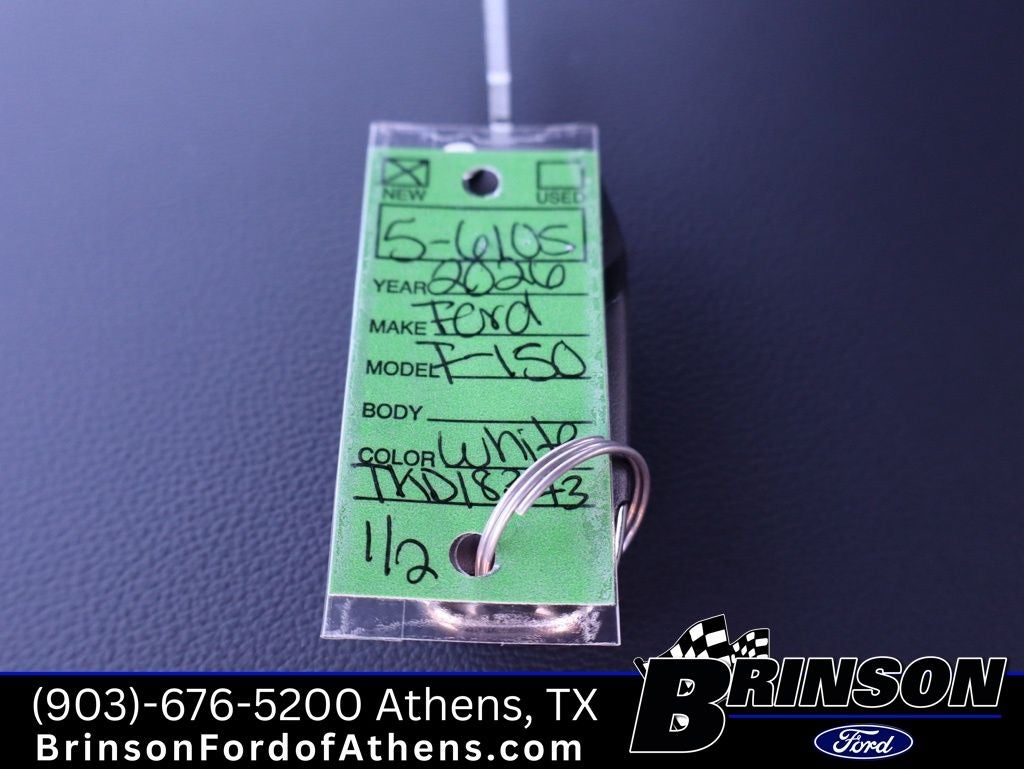 NEW USED
5-610S
YEAR 2026
MAKE Ford
MODEL F-150
BODY
COLOR White
1/2
(903)-676-5200 Athens, TX
BrinsonFordofAthens.com
BRINSON
Ford